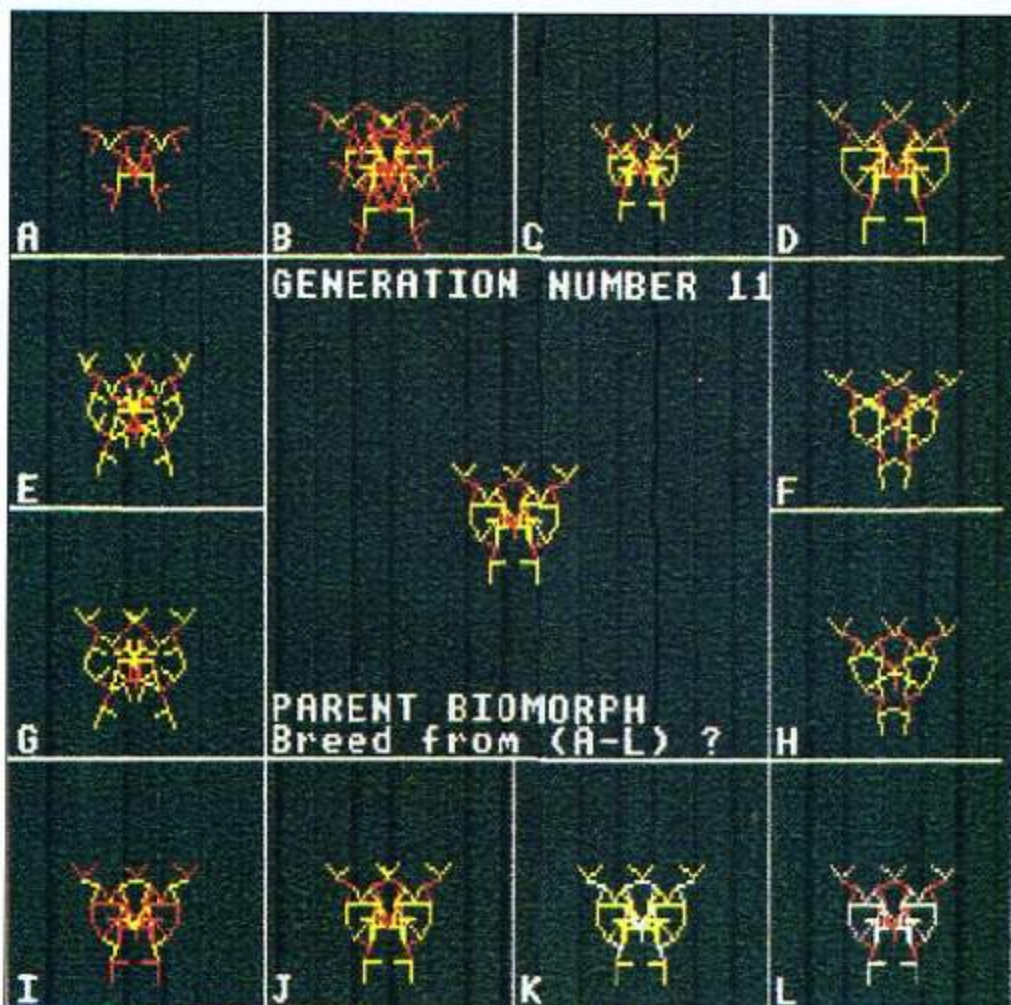 A
B
C
D
GENERATION NUMBER 11
E
F
G
PARENT BIOMORPH
Breed from (A-L) ?
H
I
J
K
L